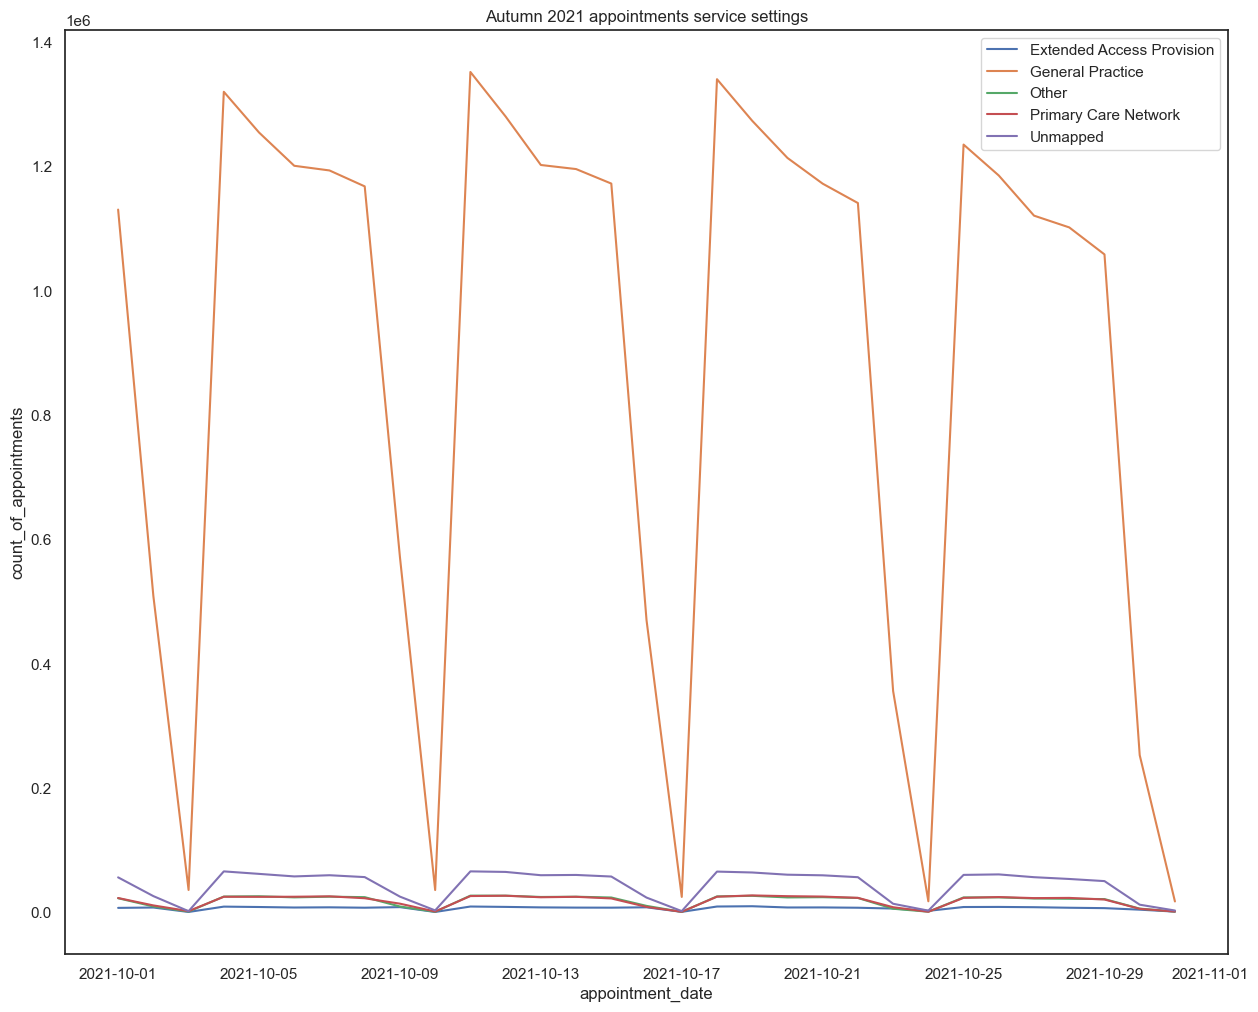 Autumn 2021 appointments service settings
1e6
1.4
1.2
1.0
0.8
0.6
0.4
0.2
0.0
count_of_appointments
Extended Access Provision
General Practice
Other
Primary Care Network
Unmapped
2021-10-01 2021-10-05 2021-10-09 2021-10-13 2021-10-17 2021-10-21 2021-10-25 2021-10-29 2021-11-01
appointment_date